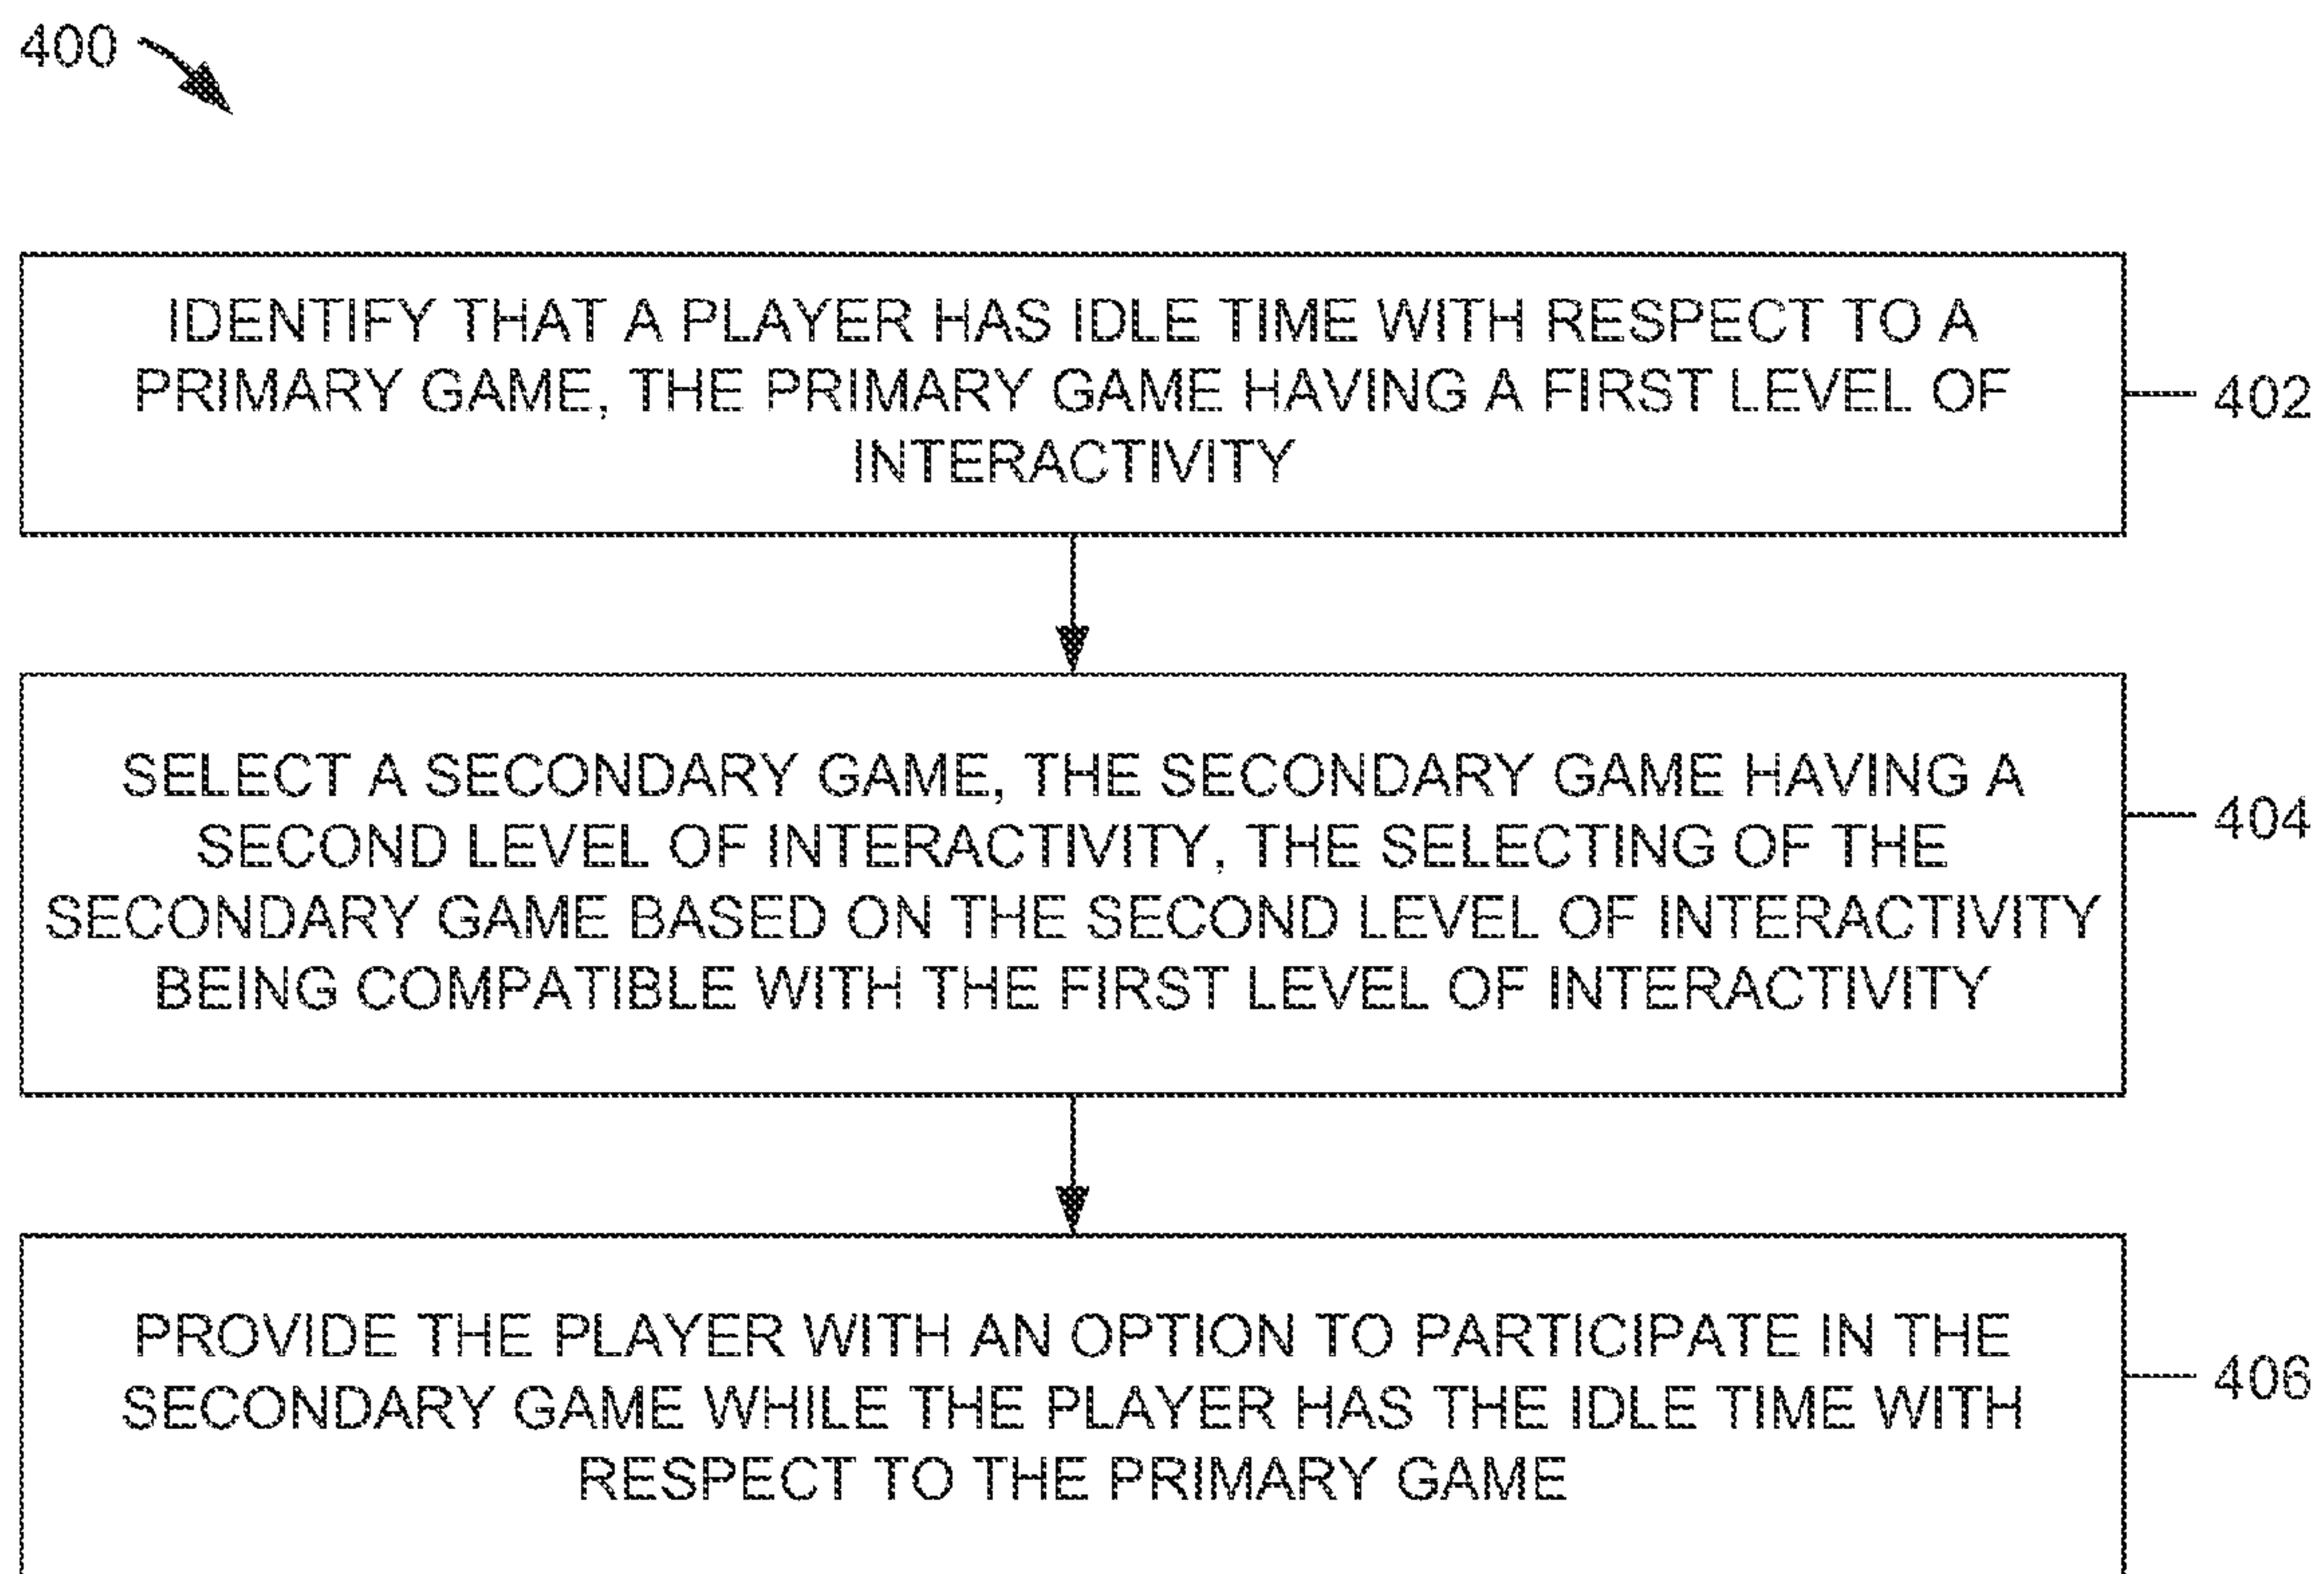 400
IDENTIFY THAT A PLAYER HAS IDLE TIME WITH RESPECT TO A
PRIMARY GAME, THE PRIMARY GAME HAVING A FIRST LEVEL OF
INTERACTIVITY
402
SELECT A SECONDARY GAME, THE SECONDARY GAME HAVING A
SECOND LEVEL OF INTERACTIVITY, THE SELECTING OF THE
SECONDARY GAME BASED ON THE SECOND LEVEL OF INTERACTIVITY
BEING COMPATIBLE WITH THE FIRST LEVEL OF INTERACTIVITY
404
PROVIDE THE PLAYER WITH AN OPTION TO PARTICIPATE IN THE
SECONDARY GAME WHILE THE PLAYER HAS THE IDLE TIME WITH
RESPECT TO THE PRIMARY GAME
406